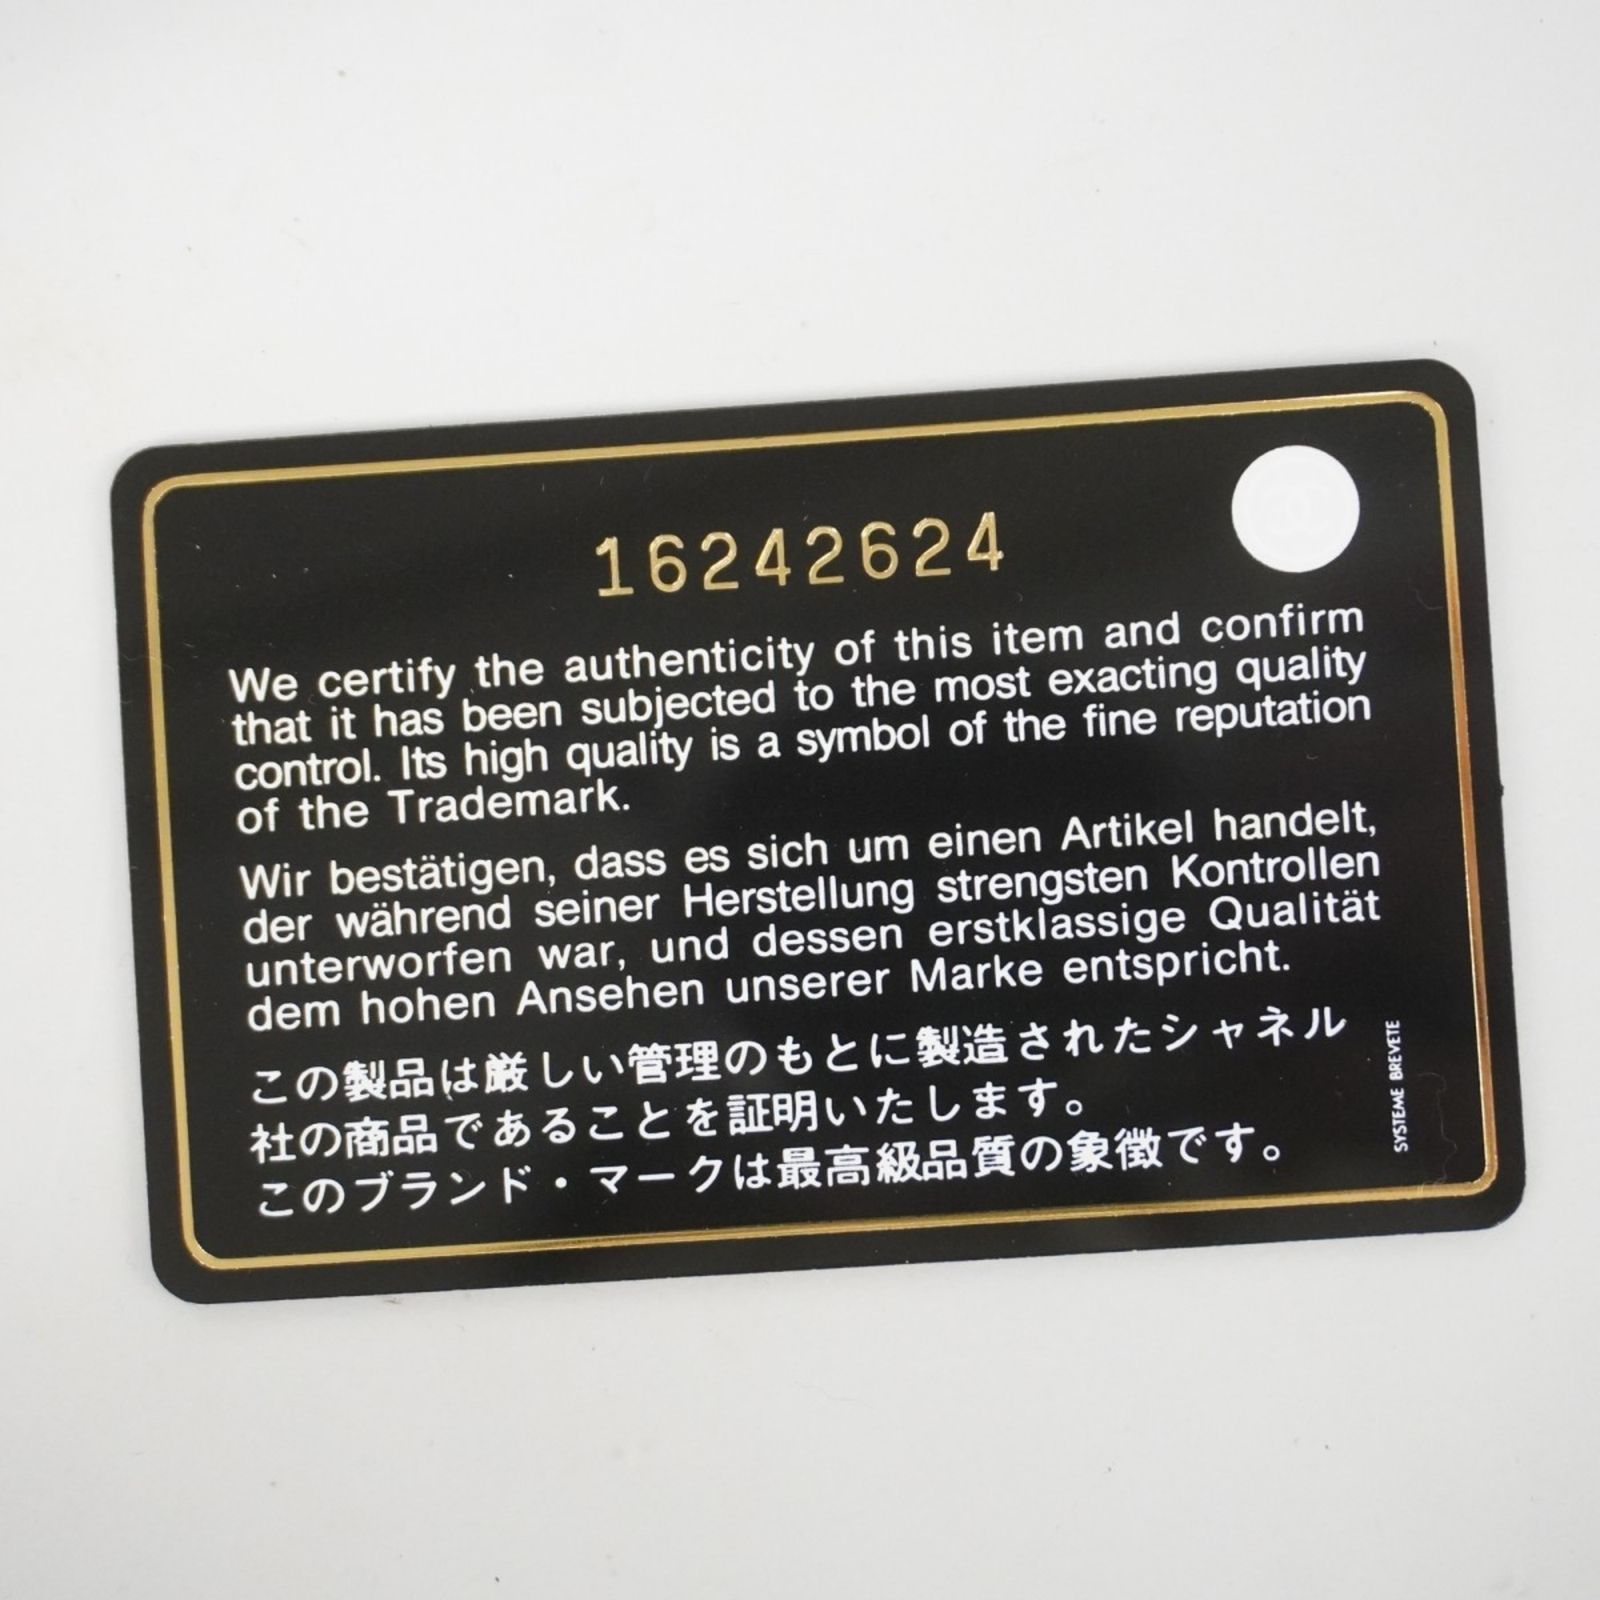 16242624
We certify the authenticity of this item and confirm
that it has been subjected to the most exacting quality
control. Its high quality is a symbol of the fine reputation
of the Trademark.
Wir bestätigen, dass es sich um einen Artikel handelt,
der während seiner Herstellung strengsten Kontrollen
unterworfen war, und dessen erstklassige Qualität
dem hohen Ansehen unserer Marke entspricht.
この製品は厳しい管理のもとに製造されたシャネル
社の商品であることを証明いたします。
このブランド・マークは最高級品質の象徴です。
SYSTEME BREVETE